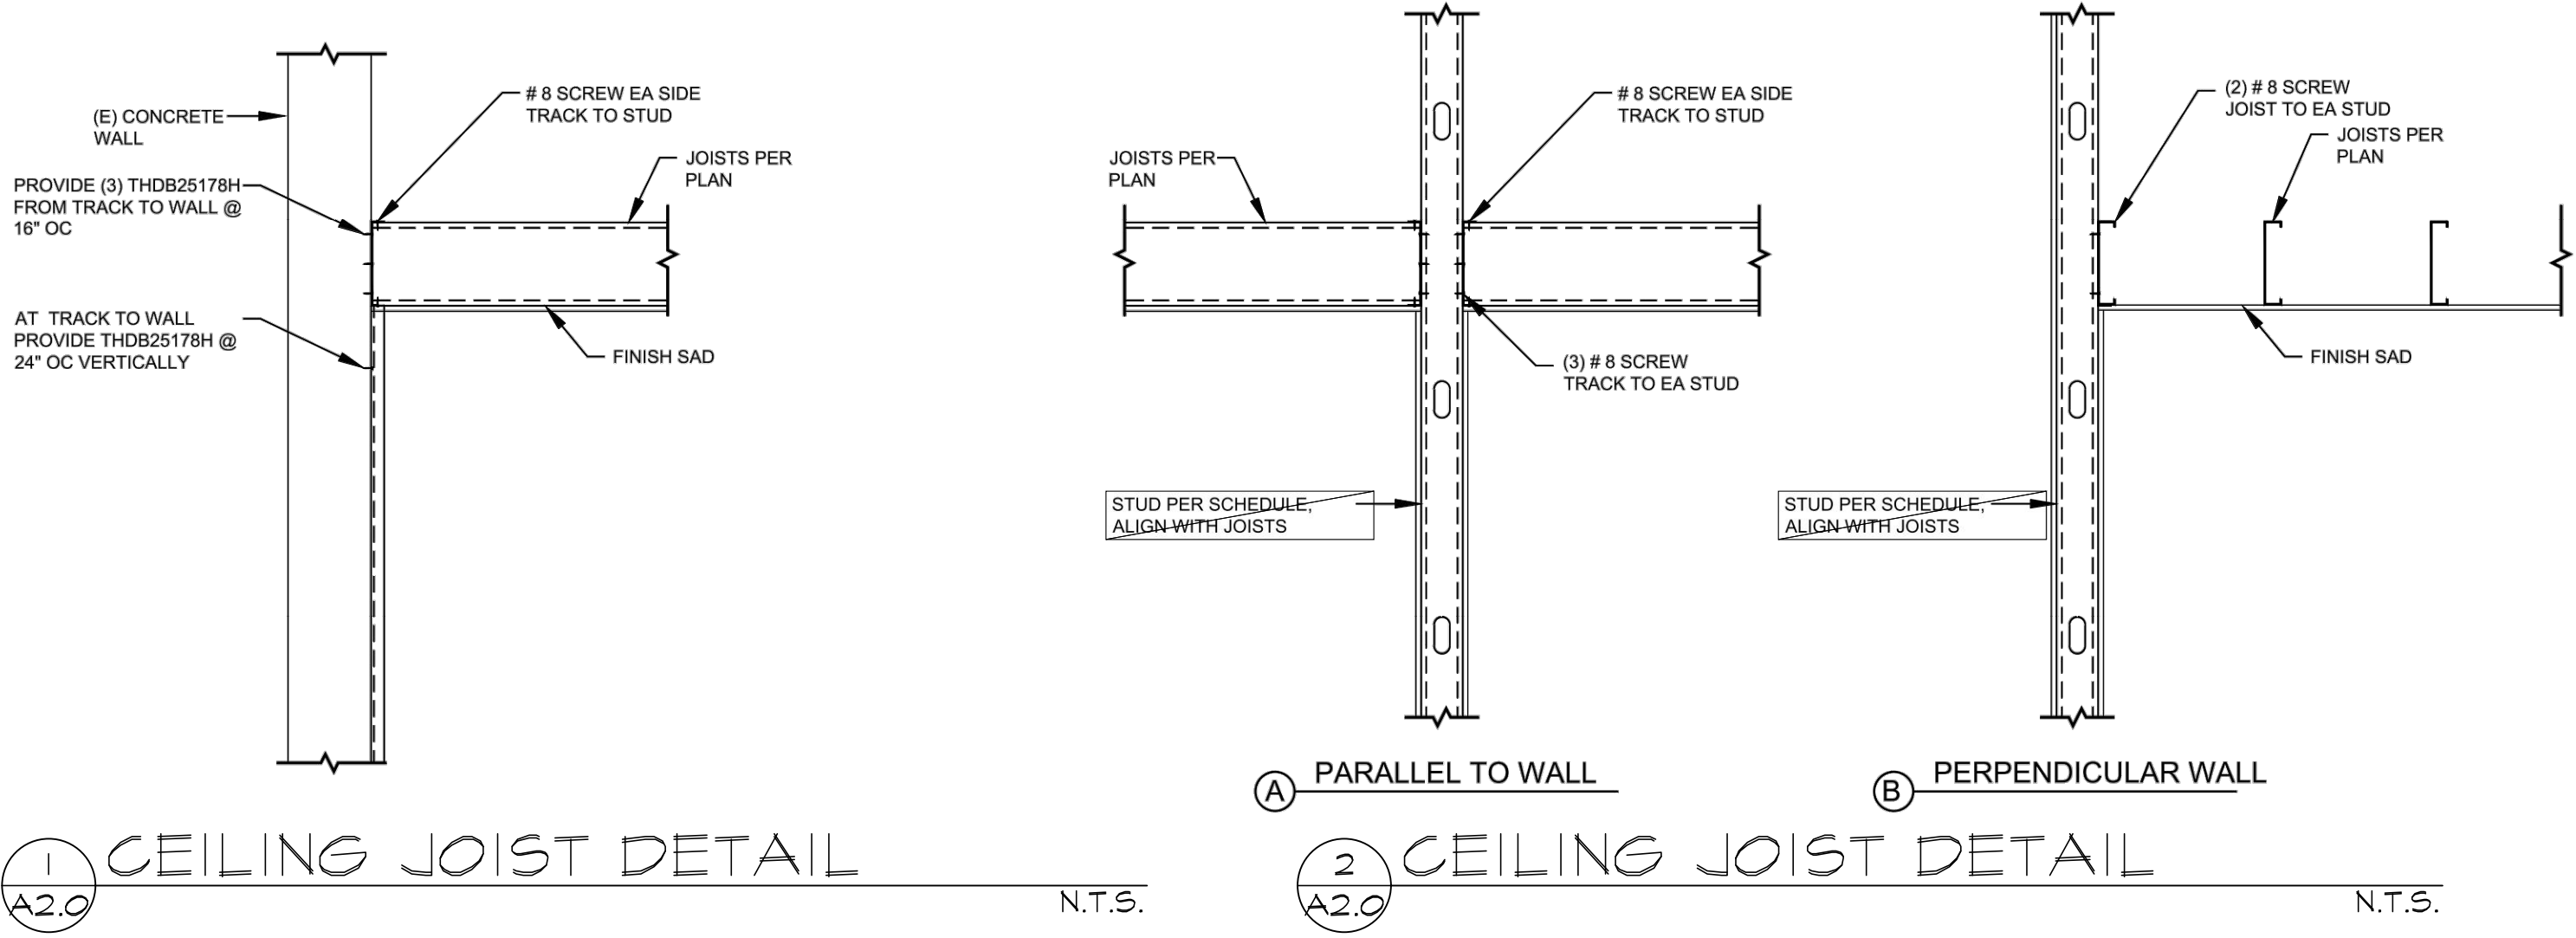 (E) CONCRETE
WALL
PROVIDE (3) THDB25178H
FROM TRACK TO WALL @
16" OC
AT TRACK TO WALL
PROVIDE THDB25178H @
24" OC VERTICALLY
# 8 SCREW EA SIDE
TRACK TO STUD
JOISTS PER
PLAN
FINISH SAD
1
A2.0
CEILING JOIST DETAIL
N.T.S.
JOISTS PER
PLAN
# 8 SCREW EA SIDE
TRACK TO STUD
(3) # 8 SCREW
TRACK TO EA STUD
STUD PER SCHEDULE,
ALIGN WITH JOISTS
A
PARALLEL TO WALL
(2) # 8 SCREW
JOIST TO EA STUD
JOISTS PER
PLAN
FINISH SAD
STUD PER SCHEDULE,
ALIGN WITH JOISTS
B
PERPENDICULAR WALL
2
A2.0
CEILING JOIST DETAIL
N.T.S.